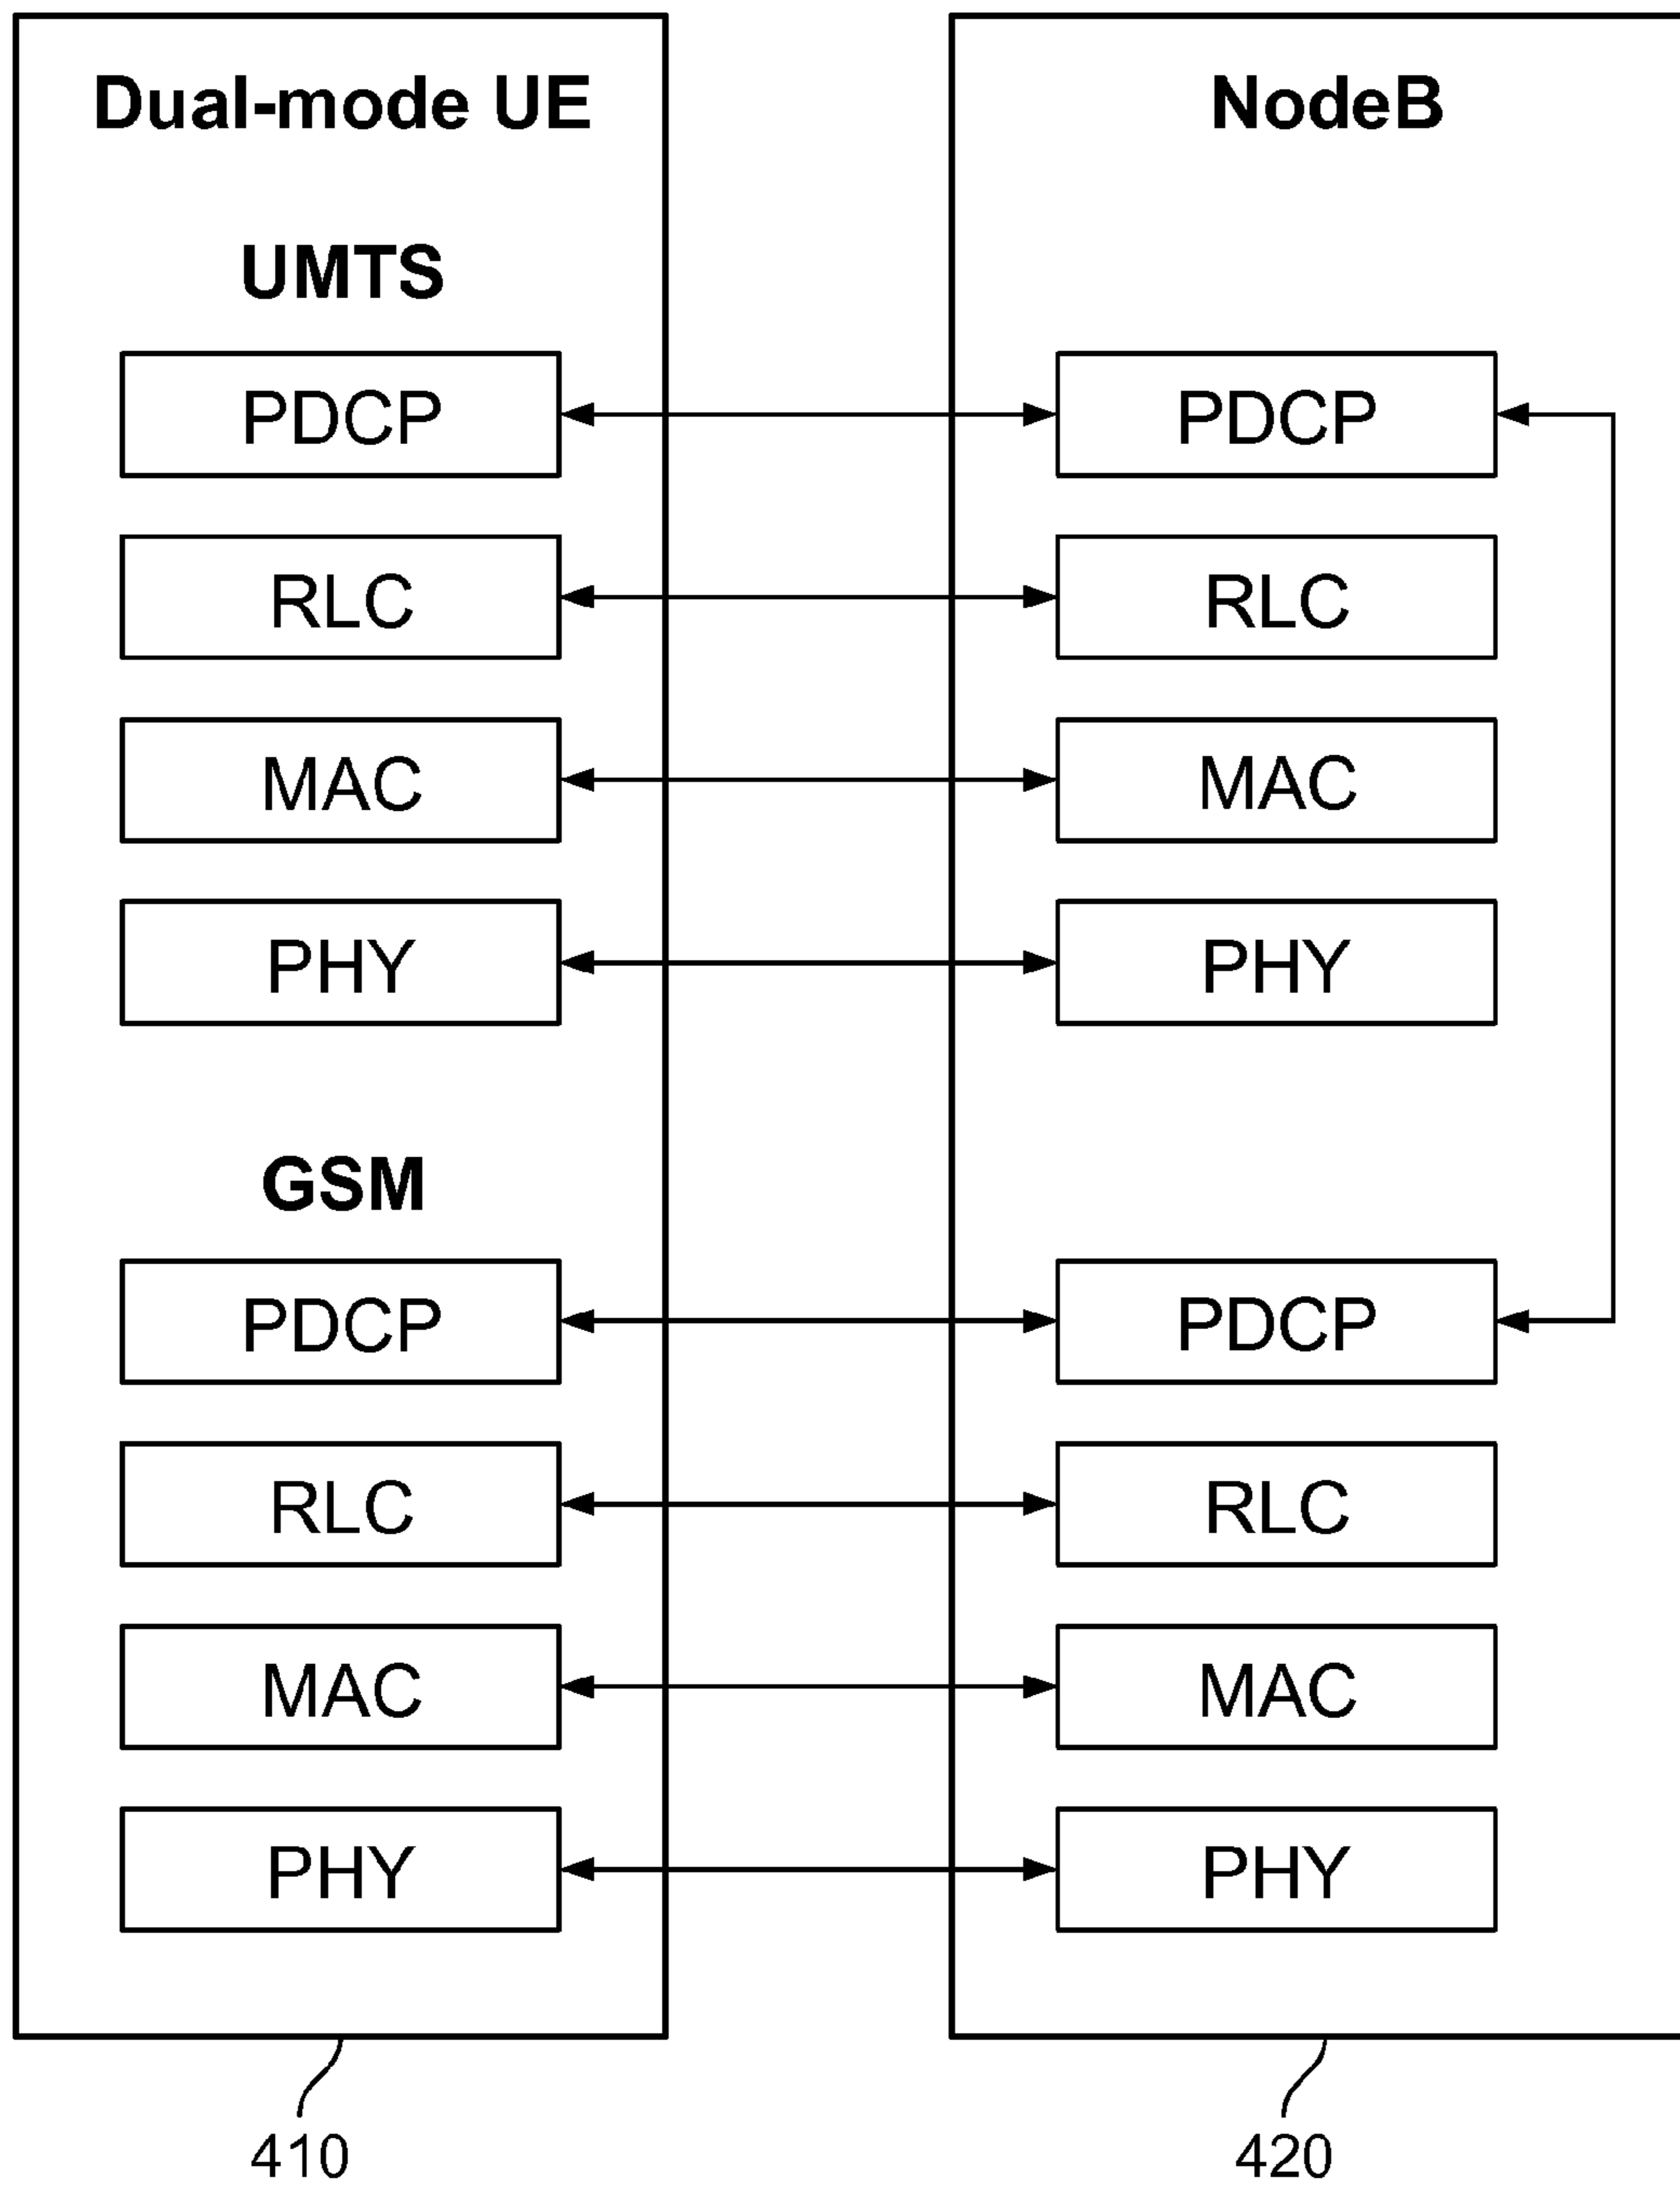 Dual-mode UE
NodeB
UMTS
PDCP
PDCP
RLC
RLC
MAC
MAC
PHY
PHY
GSM
PDCP
PDCP
RLC
RLC
MAC
MAC
PHY
PHY
410
420